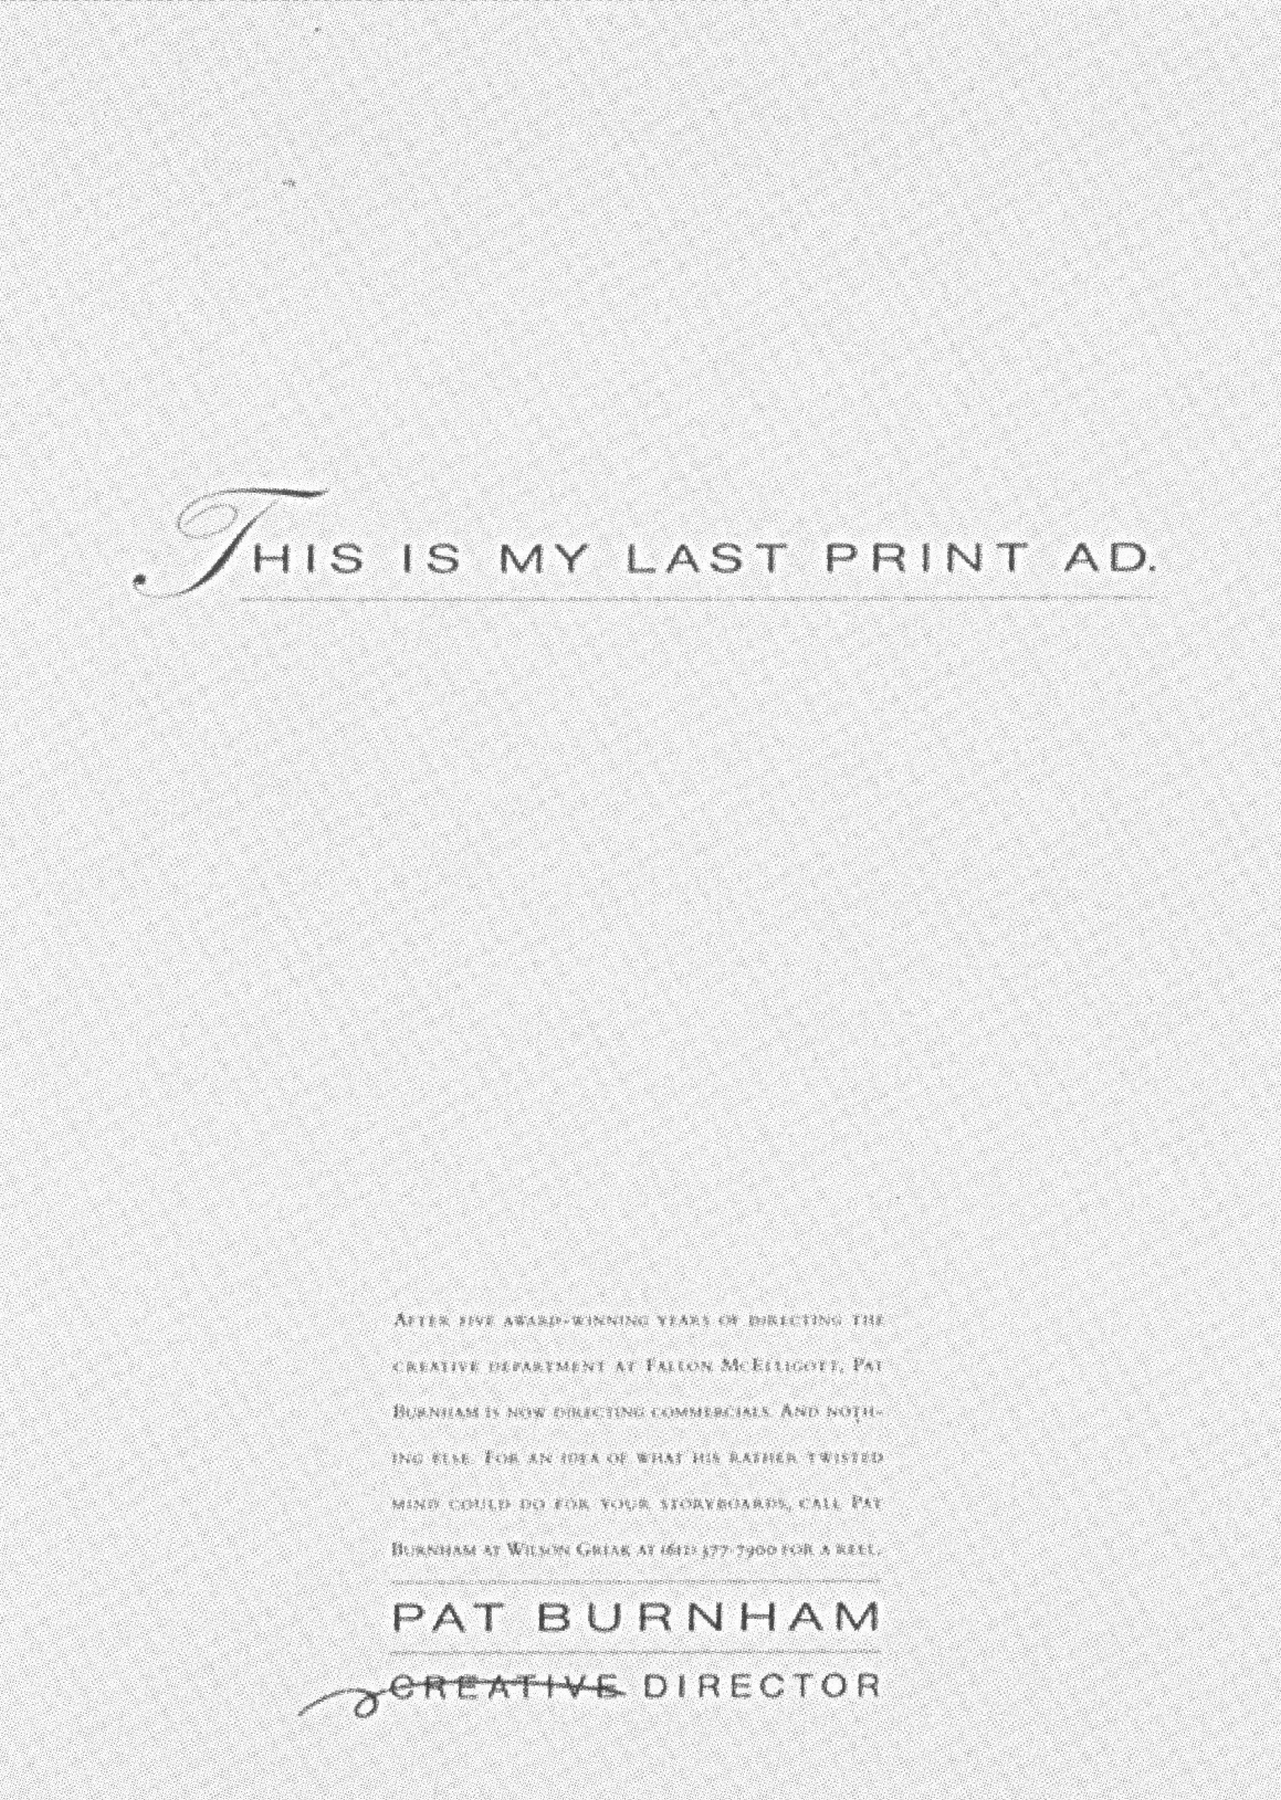 THIS IS MY LAST PRINT AD.
AFTER FIVE AWARD-WINNING YEARS OF DIRECTING THE
CREATIVE DEPARTMENT AT FALLON MCELLIGOTT, PAT
BURNHAM IS NOW DIRECTING COMMERCIALS. AND NOTH-
ING ELSE. FOR AN IDEA OF WHAT HIS RATHER TWISTED
MIND COULD DO FOR YOUR STORYBOARDS, CALL PAT
BURNHAM AT WILSON GRIAK AT (612) 377-7900 FOR A REEL.
PAT BURNHAM
CREATIVE DIRECTOR